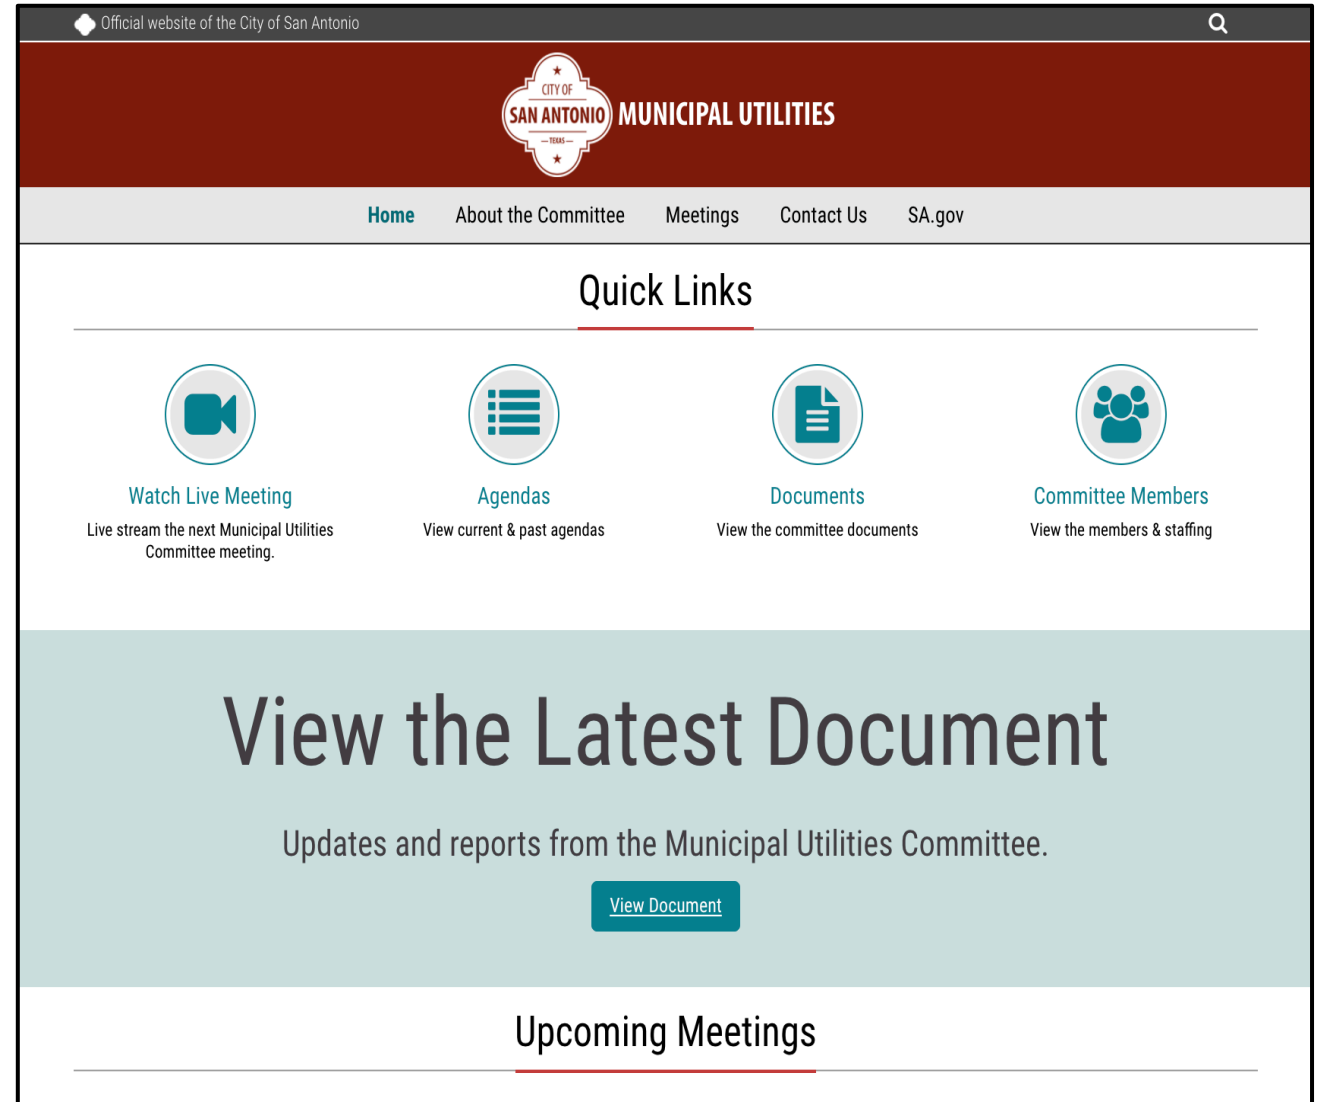 Official website of the City of San Antonio
CITY OF
SAN ANTONIO
TEXAS
MUNICIPAL UTILITIES
Home About the Committee Meetings Contact Us SA.gov
Quick Links
Watch Live Meeting
Live stream the next Municipal Utilities
Committee meeting.
Agendas
View current & past agendas
Documents
View the committee documents
Committee Members
View the members & staffing
View the Latest Document
Updates and reports from the Municipal Utilities Committee.
View Document
Upcoming Meetings